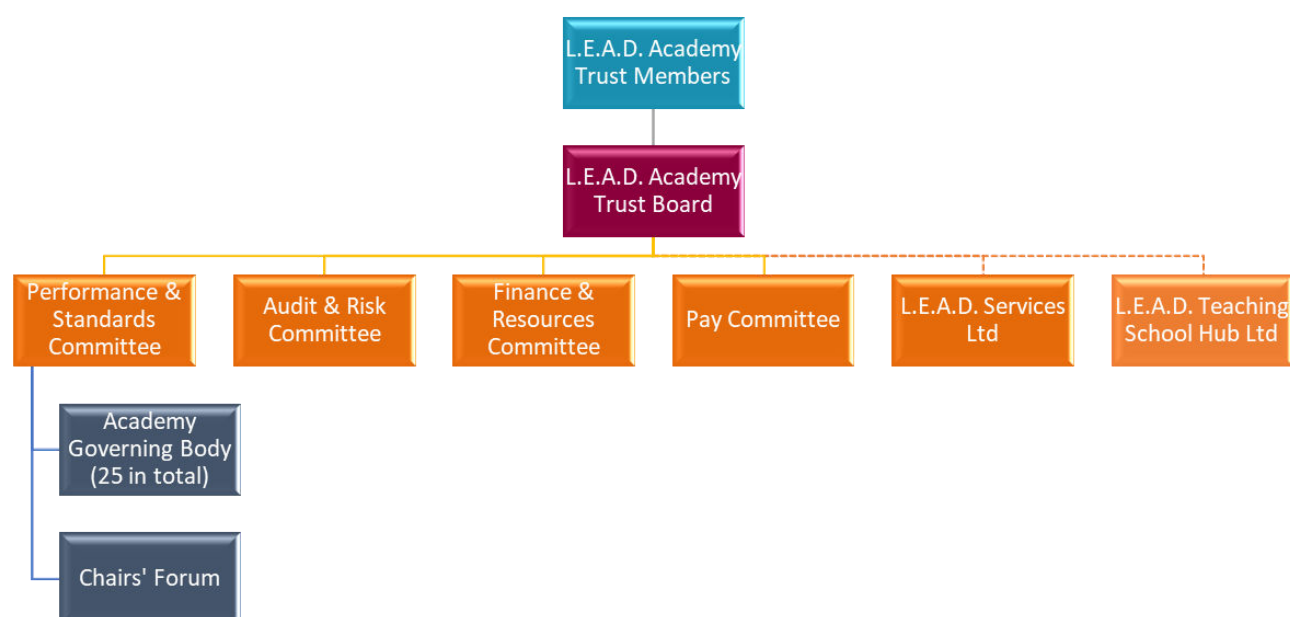 L.E.A.D. Academy
Trust Members
L.E.A.D. Academy
Trust Board
Performance &
Standards
Committee
Audit & Risk
Committee
Finance &
Resources
Committee
Pay Committee
L.E.A.D. Services
Ltd
L.E.A.D. Teaching
School Hub Ltd
Academy
Governing Body
(25 in total)
Chairs' Forum